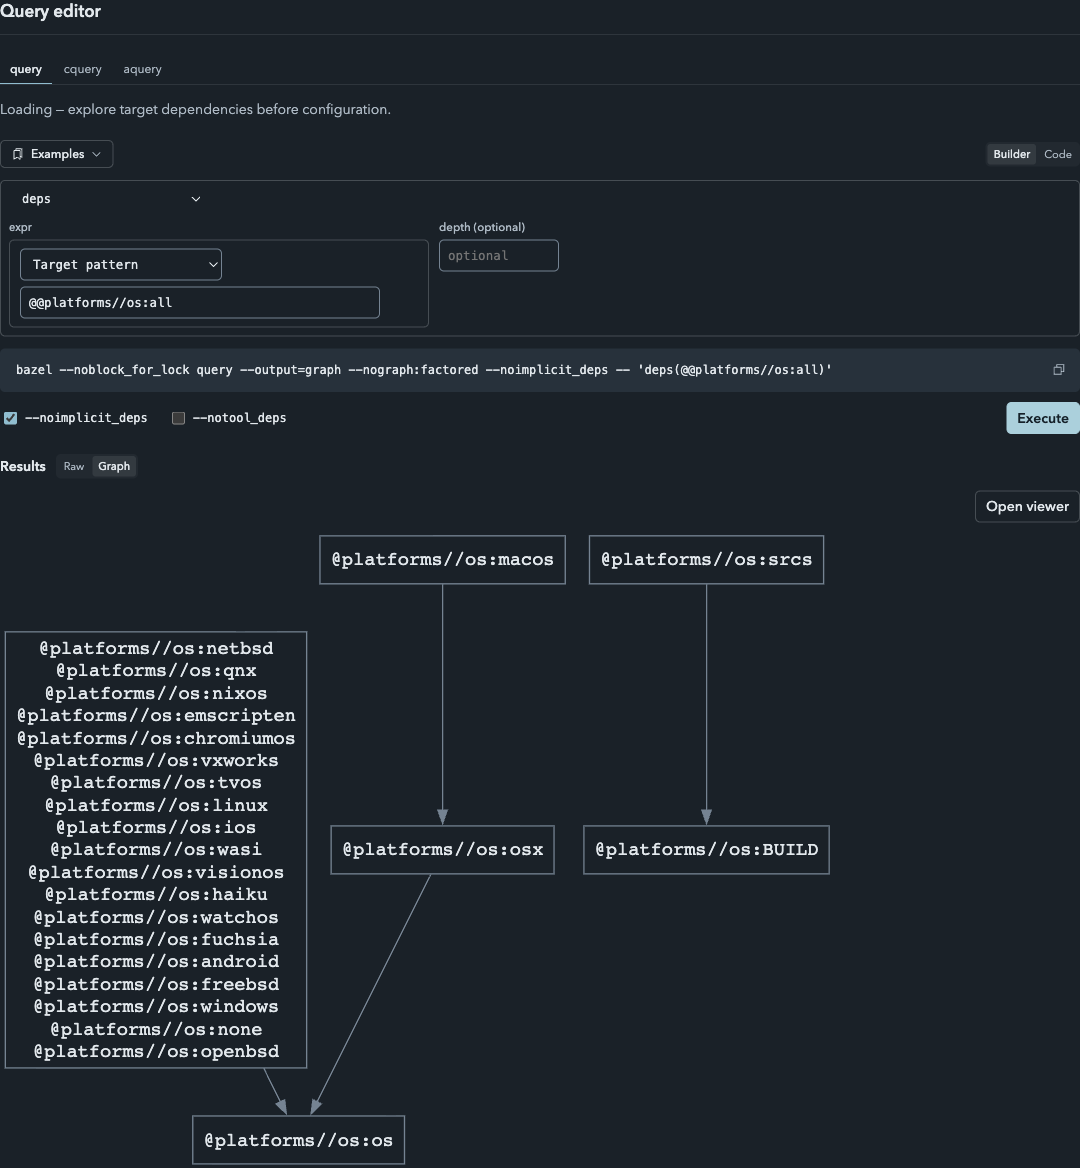 Query editor
query cquery aquery
Loading — explore target dependencies before configuration.
Examples
Builder Code
deps
expr
depth (optional)
Target pattern
optional
@@platforms//os:all
bazel --noblock_for_lock query --output=graph --nograph:factored --noimplicit_deps -- 'deps(@@platforms//os:all)'
--noimplicit_deps --notool_deps
Execute
Results Raw Graph
Open viewer
@platforms//os:macos
@platforms//os:srcs
@platforms//os:netbsd
@platforms//os:qnx
@platforms//os:nixos
@platforms//os:emscripten
@platforms//os:chromiumos
@platforms//os:vxworks
@platforms//os:tvos
@platforms//os:linux
@platforms//os:ios
@platforms//os:wasi
@platforms//os:visionos
@platforms//os:haiku
@platforms//os:watchos
@platforms//os:fuchsia
@platforms//os:android
@platforms//os:freebsd
@platforms//os:windows
@platforms//os:none
@platforms//os:openbsd
@platforms//os:osx
@platforms//os:BUILD
@platforms//os:os